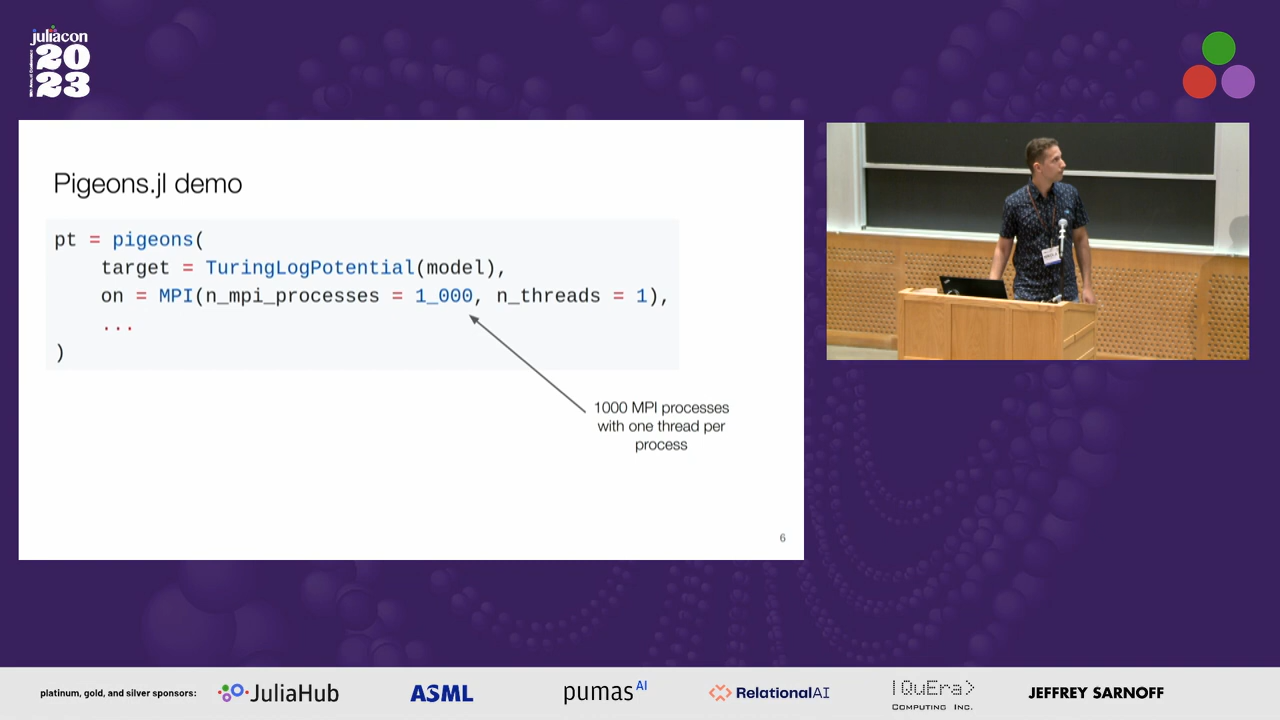 juliacon
20
23
Pigeons.jl demo
pt = pigeons(
target = TuringLogPotential(model),
on = MPI(n_mpi_processes = 1_000, n_threads = 1),
...
)
1000 MPI processes
with one thread per
process
6
platinum, gold, and silver sponsors:
JuliaHub
ASML
pumas AI
RelationalAI
|QuEra>
COMPUTING INC.
JEFFREY SARNOFF